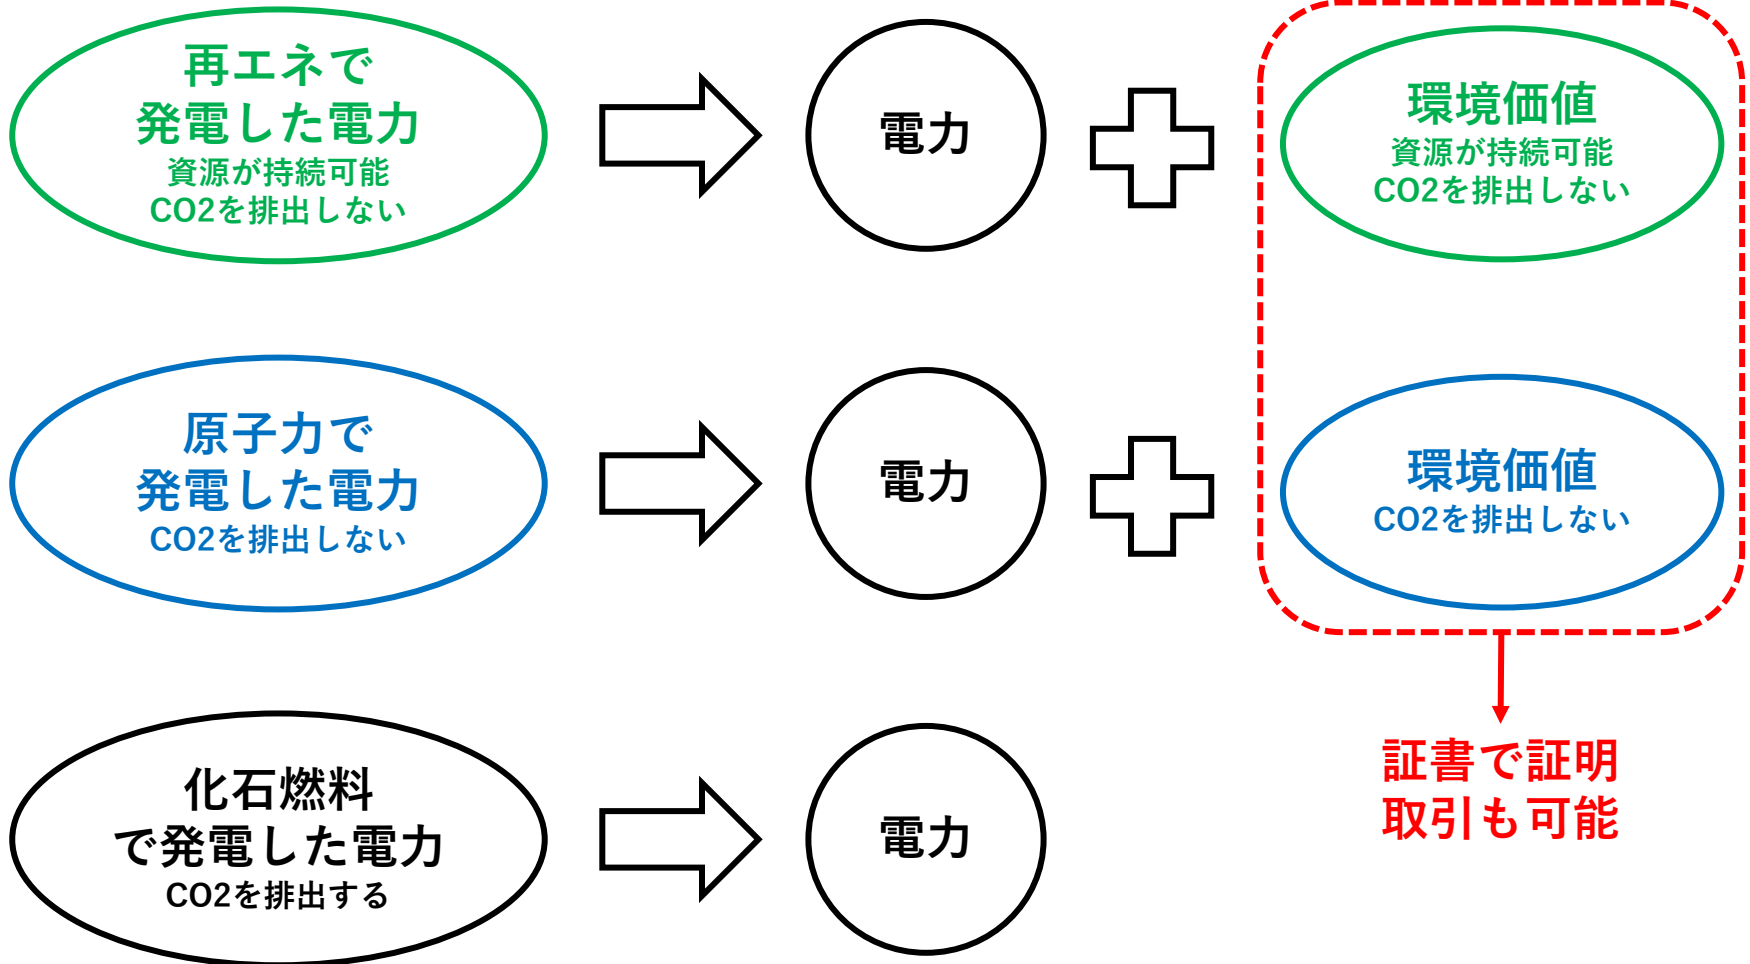 再エネで
発電した電力
資源が持続可能
CO2を排出しない
電力
環境価値
資源が持続可能
CO2を排出しない
原子力で
発電した電力
CO2を排出しない
電力
環境価値
CO2を排出しない
化石燃料
で発電した電力
CO2を排出する
電力
証書で証明
取引も可能